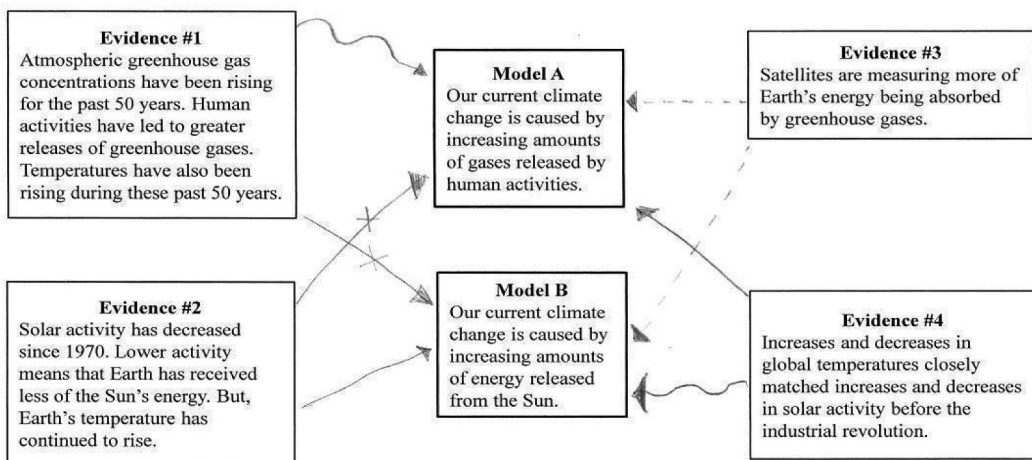 Evidence #1
Atmospheric greenhouse gas
concentrations have been rising
for the past 50 years. Human
activities have led to greater
releases of greenhouse gases.
Temperatures have also been
rising during these past 50 years.
Evidence #2
Solar activity has decreased
since 1970. Lower activity
means that Earth has received
less of the Sun's energy. But,
Earth's temperature has
continued to rise.
Model A
Our current climate
change is caused by
increasing amounts
of gases released by
human activities.
Model B
Our current climate
change is caused by
increasing amounts
of energy released
from the Sun.
Evidence #3
Satellites are measuring more of
Earth's energy being absorbed
by greenhouse gases.
Evidence #4
Increases and decreases in
global temperatures closely
matched increases and decreases
in solar activity before the
industrial revolution.